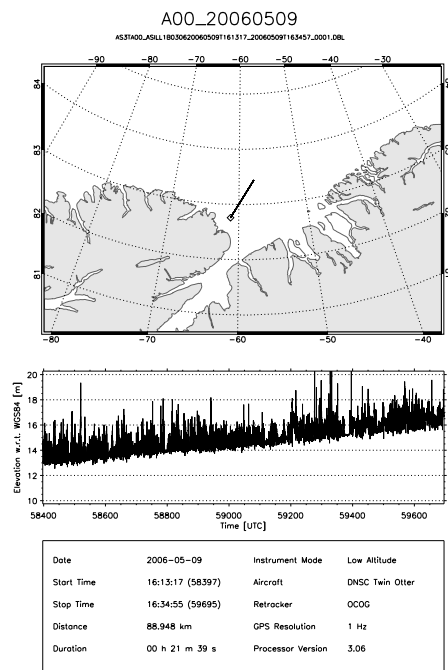 A00_20060509
AS3TA00_ASILL1B030620060509T161317_20060509T163457_0001.DBL
-90 -80 -70 -60 -50 -40 -30
84
83
82
81
-80 -70 -60 -50 -40
Elevation w.r.t. WGS84 [m]
20
18
16
14
12
10
58400 58600 58800 59000 59200 59400 59600
Time [UTC]
Date 2006-05-09 Instrument Mode Low Altitude
Start Time 16:13:17 (58397) Aircraft DNSC Twin Otter
Stop Time 16:34:55 (59695) Retracker OCOG
Distance 88.948 km GPS Resolution 1 Hz
Duration 00 h 21 m 39 s Processor Version 3.06